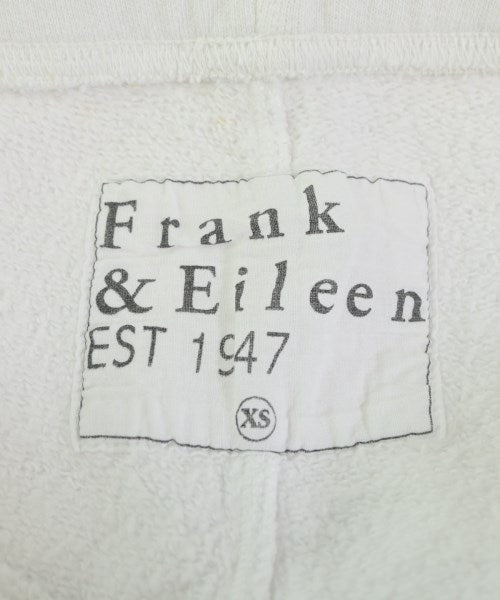 Frank
& Eileen
EST 1947
XS